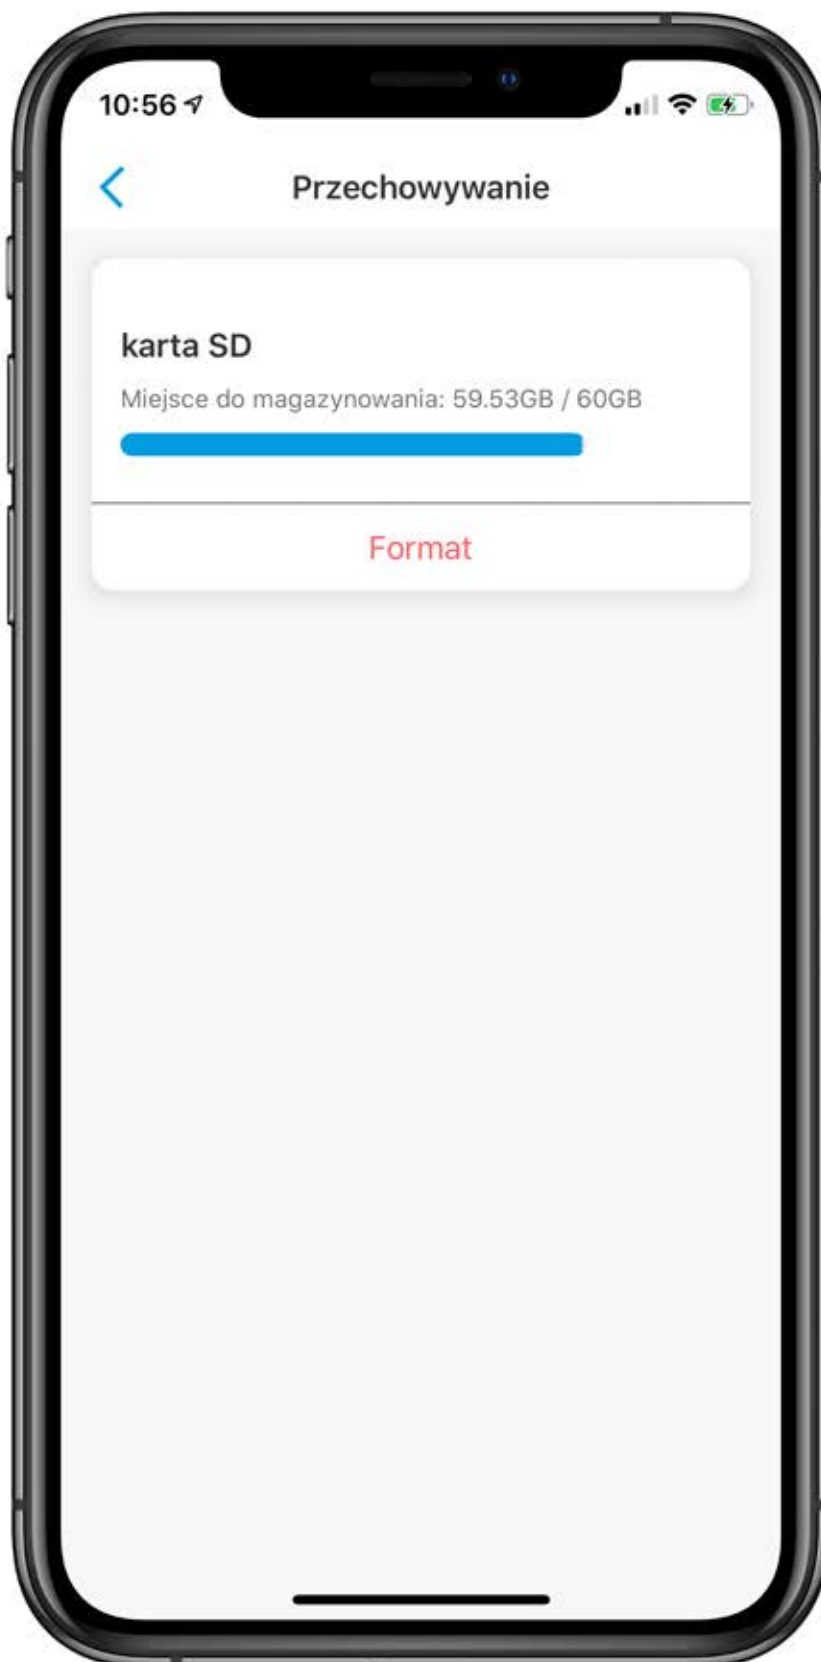 10:56
Przechowywanie
karta SD
Miejsce do magazynowania: 59.53GB / 60GB
Format